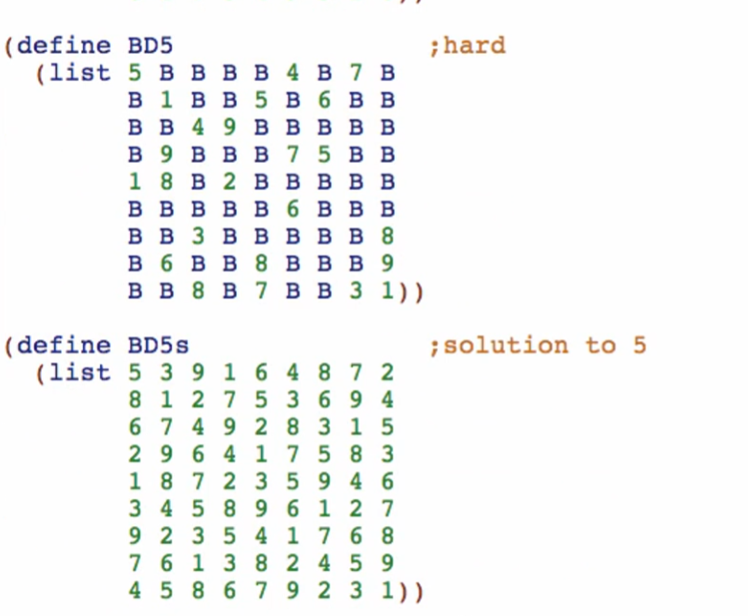 (define BD5 ;hard
(list 5 B B B B 4 B 7 B
B 1 B B 5 B 6 B B
B B 4 9 B B B B B
B 9 B B B 7 5 B B
1 8 B 2 B B B B B
B B B B B 6 B B B
B B 3 B B B B B 8
B 6 B B 8 B B B 9
B B 8 B 7 B B 3 1))
(define BD5s ;solution to 5
(list 5 3 9 1 6 4 8 7 2
8 1 2 7 5 3 6 9 4
6 7 4 9 2 8 3 1 5
2 9 6 4 1 7 5 8 3
1 8 7 2 3 5 9 4 6
3 4 5 8 9 6 1 2 7
9 2 3 5 4 1 7 6 8
7 6 1 3 8 2 4 5 9
4 5 8 6 7 9 2 3 1))